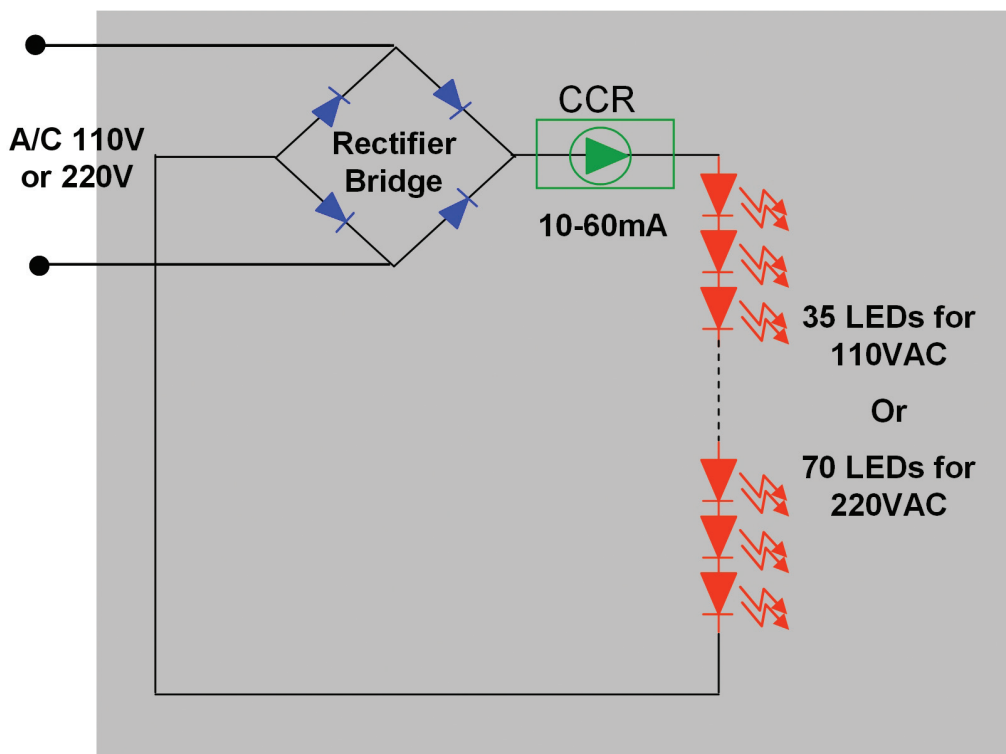 A/C 110V
or 220V
Rectifier
Bridge
CCR
10-60mA
35 LEDs for
110VAC
Or
70 LEDs for
220VAC